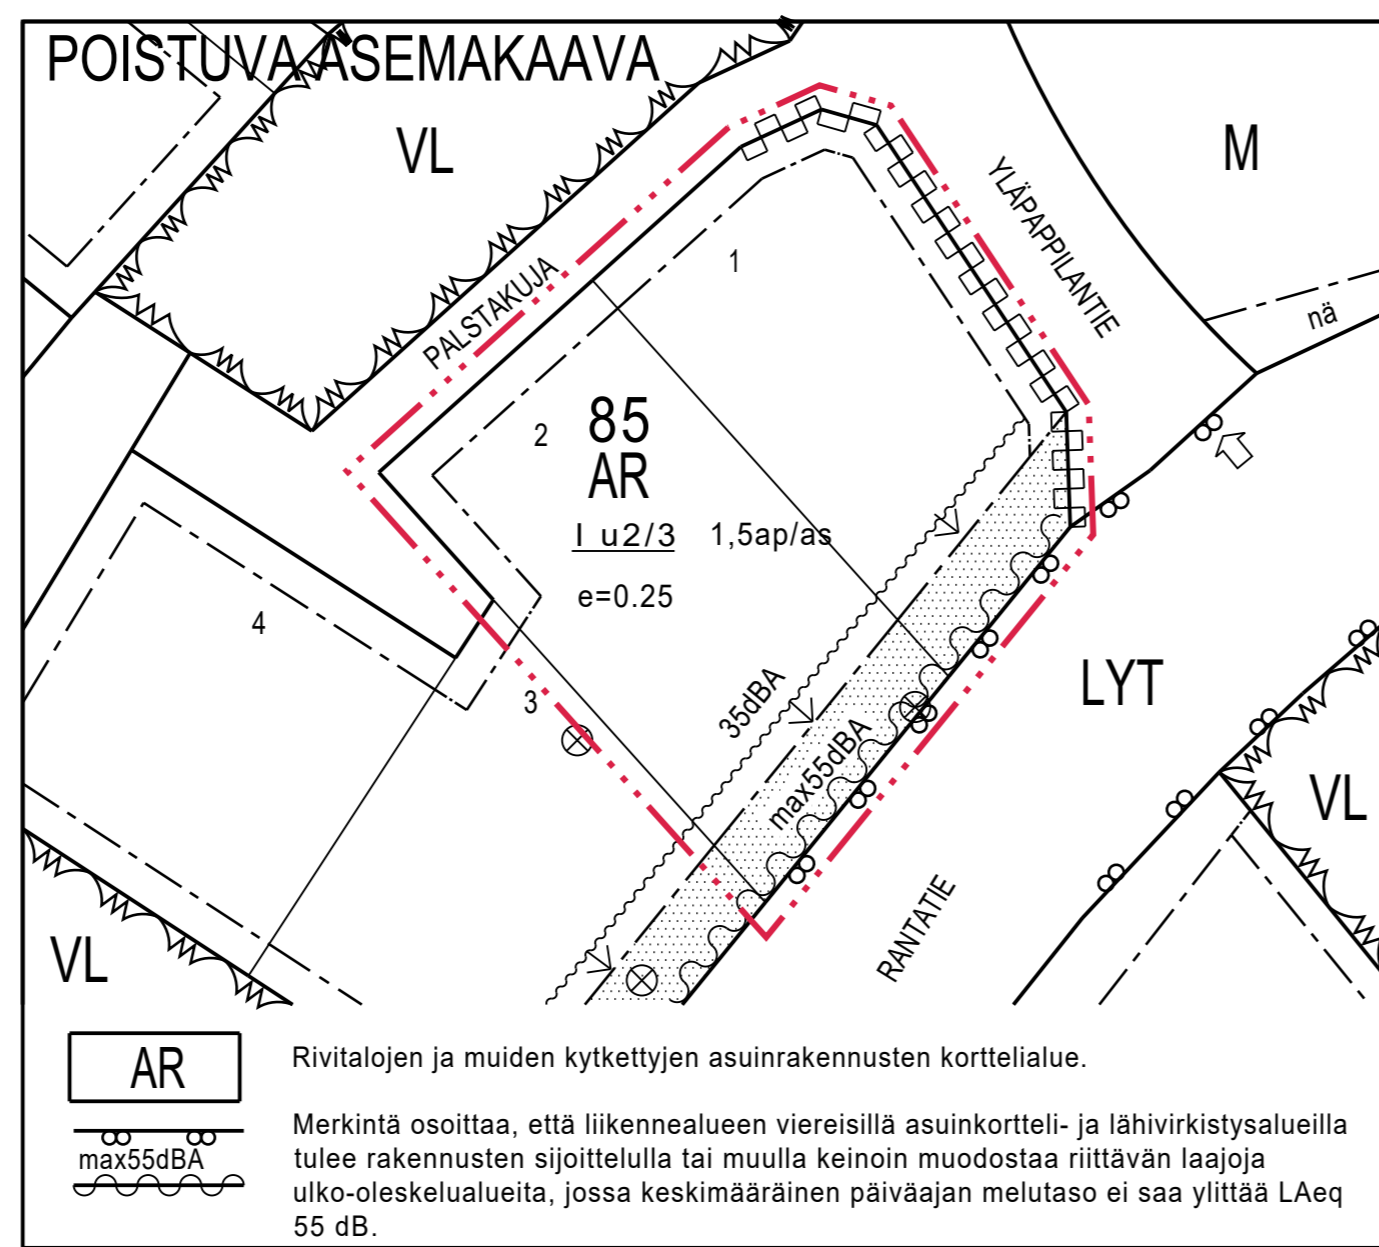 POISTUVA ASEMAKAAVA
VL
M
YLÄPAPPILANTIE
1
PALSTAKUJA
nä
2
85
AR
I u2/3 1,5ap/as
e=0.25
4
3
35dBA
max55dBA
LYT
VL
RANTATIE
VL
AR
Rivitalojen ja muiden kytkettyjen asuinrakennusten korttelialue.
max55dBA
Merkintä osoittaa, että liikennealueen viereisillä asuinkortteli- ja lähivirkistysalueilla
tulee rakennusten sijoittelulla tai muulla keinoin muodostaa riittävän laajoja
ulko-oleskelualueita, jossa keskimääräinen päiväajan melutaso ei saa ylittää LAeq
55 dB.